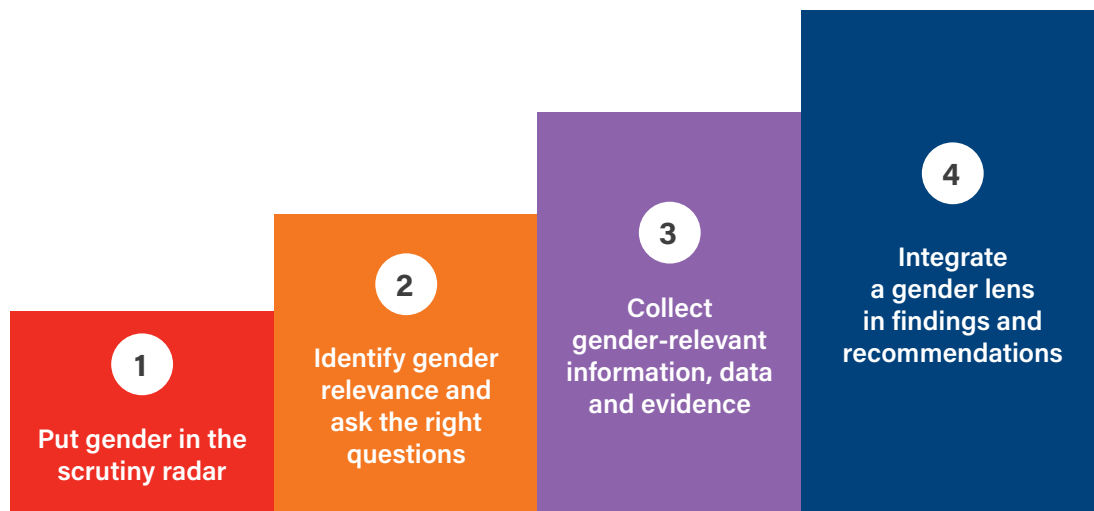 1
Put gender in the
scrutiny radar
2
Identify gender
relevance and
ask the right
questions
3
Collect
gender-relevant
information, data
and evidence
4
Integrate
a gender lens
in findings and
recommendations